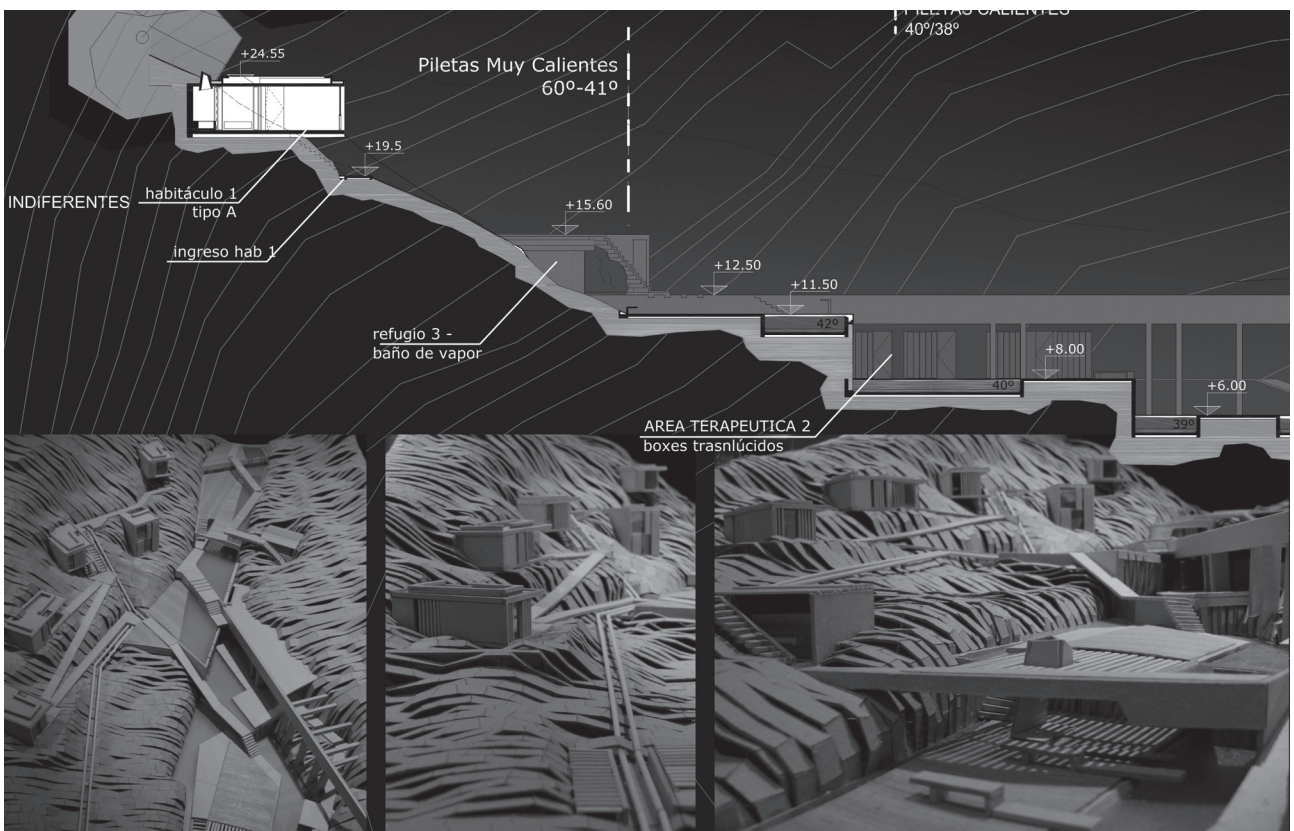 PILETAS CALIENTES
40º/38º
+24.55
Piletas Muy Calientes
60º-41º
+19.5
INDIFERENTES
habitáculo 1
tipo A
+15.60
ingreso hab 1
+12.50
+11.50
42º
refugio 3 -
baño de vapor
+8.00
40º
+6.00
39º
AREA TERAPEUTICA 2
boxes trasnlúcidos